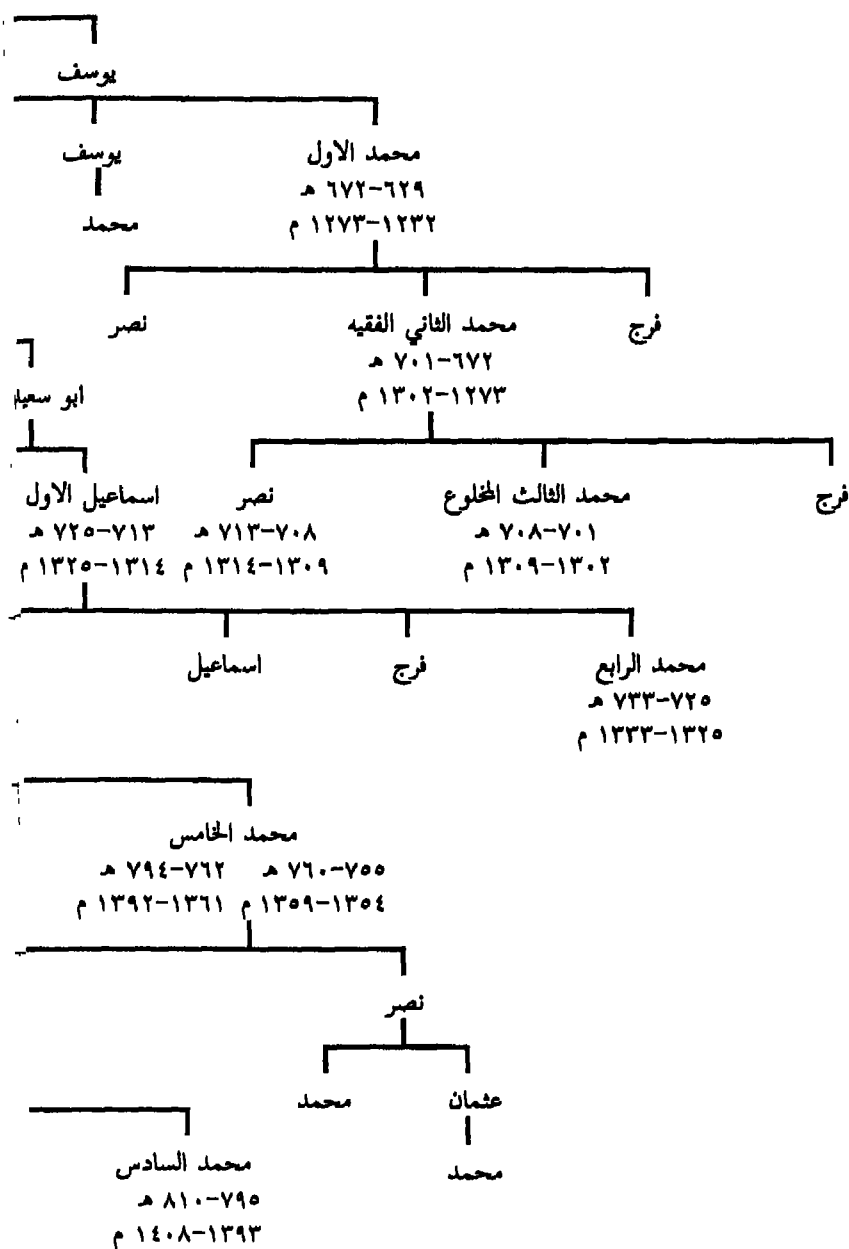 يوسف
محمد الاول يوسف
٦٢٩-٦٧٢ هـ
١٢٣٢-١٢٧٣ م محمد
فرج محمد الثاني الفقيه نصر
٦٧٢-٧٠١ هـ
١٢٧٣-١٣٠٢ م ابو سعيد
فرج محمد الثالث المخلوع نصر اسماعيل الاول
٧٠١-٧٠٨ هـ ٧٠٨-٧١٣ هـ ٧١٣-٧٢٥ هـ
١٣٠٢-١٣٠٩ م ١٣٠٩-١٣١٤ م ١٣١٤-١٣٢٥ م
محمد الرابع فرج اسماعيل
٧٢٥-٧٣٣ هـ
١٣٢٥-١٣٣٣ م
محمد الخامس
٧٥٥-٧٦٠ هـ ٧٦٢-٧٩٤ هـ
١٣٥٤-١٣٥٩ م ١٣٦١-١٣٩٢ م
نصر
عثمان محمد
محمد السادس
محمد
٧٩٥-٨١٠ هـ
١٣٩٣-١٤٠٨ م